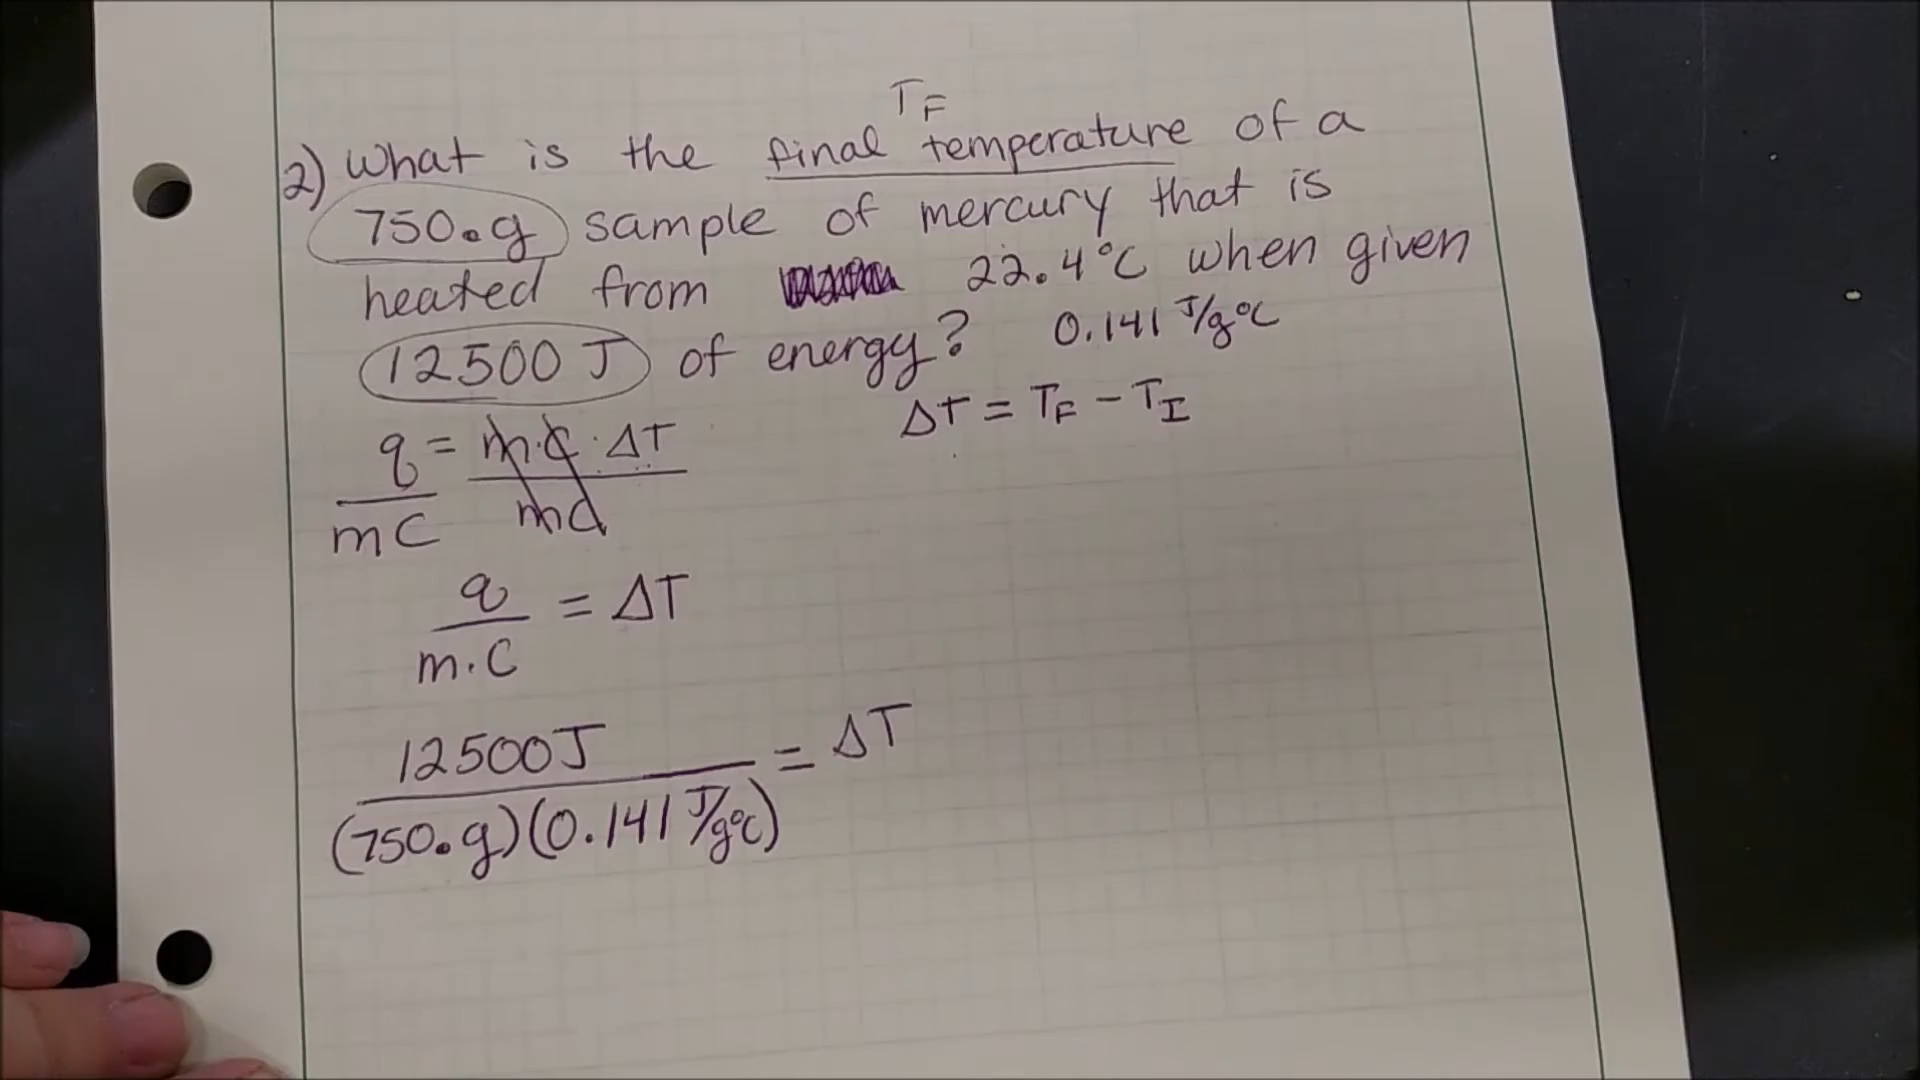 TF
2) What is the final temperature of a
750.g sample of mercury that is
heated from 22.4°C when given
12500 J of energy? 0.141 J/g°C
ΔT = TF - TI
q = m·C·ΔT
mC mC
q = ΔT
m·C
12500J = ΔT
(750.g)(0.141 J/g°C)